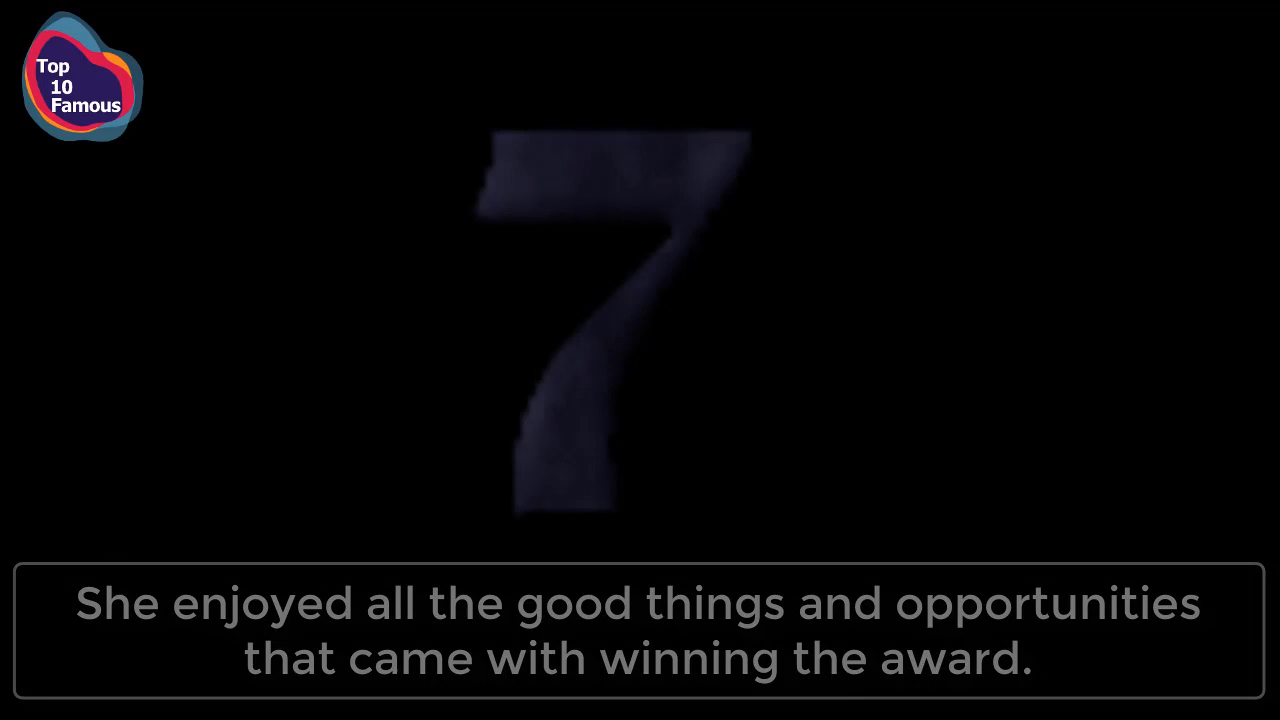 Top
10
Famous
7
She enjoyed all the good things and opportunities
that came with winning the award.